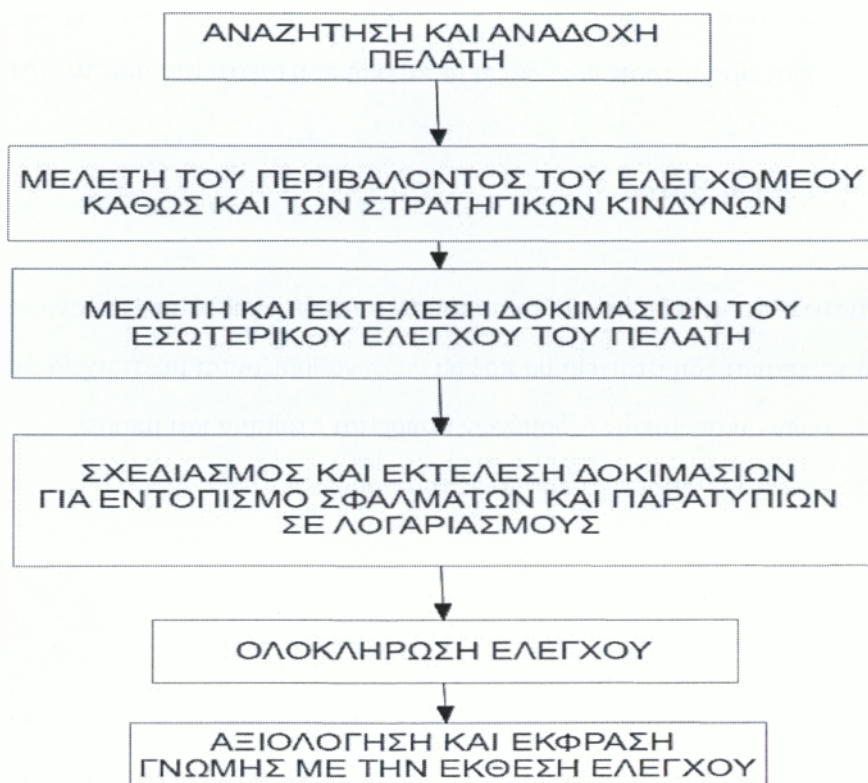 ΑΝΑΖΗΤΗΣΗ ΚΑΙ ΑΝΑΔΟΧΗ
ΠΕΛΑΤΗ
ΜΕΛΕΤΗ ΤΟΥ ΠΕΡΙΒΑΛΟΝΤΟΣ ΤΟΥ ΕΛΕΓΧΟΜΕΟΥ
ΚΑΘΩΣ ΚΑΙ ΤΩΝ ΣΤΡΑΤΗΓΙΚΩΝ ΚΙΝΔΥΝΩΝ
ΜΕΛΕΤΗ ΚΑΙ ΕΚΤΕΛΕΣΗ ΔΟΚΙΜΑΣΙΩΝ ΤΟΥ
ΕΣΩΤΕΡΙΚΟΥ ΕΛΕΓΧΟΥ ΤΟΥ ΠΕΛΑΤΗ
ΣΧΕΔΙΑΣΜΟΣ ΚΑΙ ΕΚΤΕΛΕΣΗ ΔΟΚΙΜΑΣΙΩΝ
ΓΙΑ ΕΝΤΟΠΙΣΜΟ ΣΦΑΛΜΑΤΩΝ ΚΑΙ ΠΑΡΑΤΥΠΙΩΝ
ΣΕ ΛΟΓΑΡΙΑΣΜΟΥΣ
ΟΛΟΚΛΗΡΩΣΗ ΕΛΕΓΧΟΥ
ΑΞΙΟΛΟΓΗΣΗ ΚΑΙ ΕΚΦΡΑΣΗ
ΓΝΩΜΗΣ ΜΕ ΤΗΝ ΕΚΘΕΣΗ ΕΛΕΓΧΟΥ